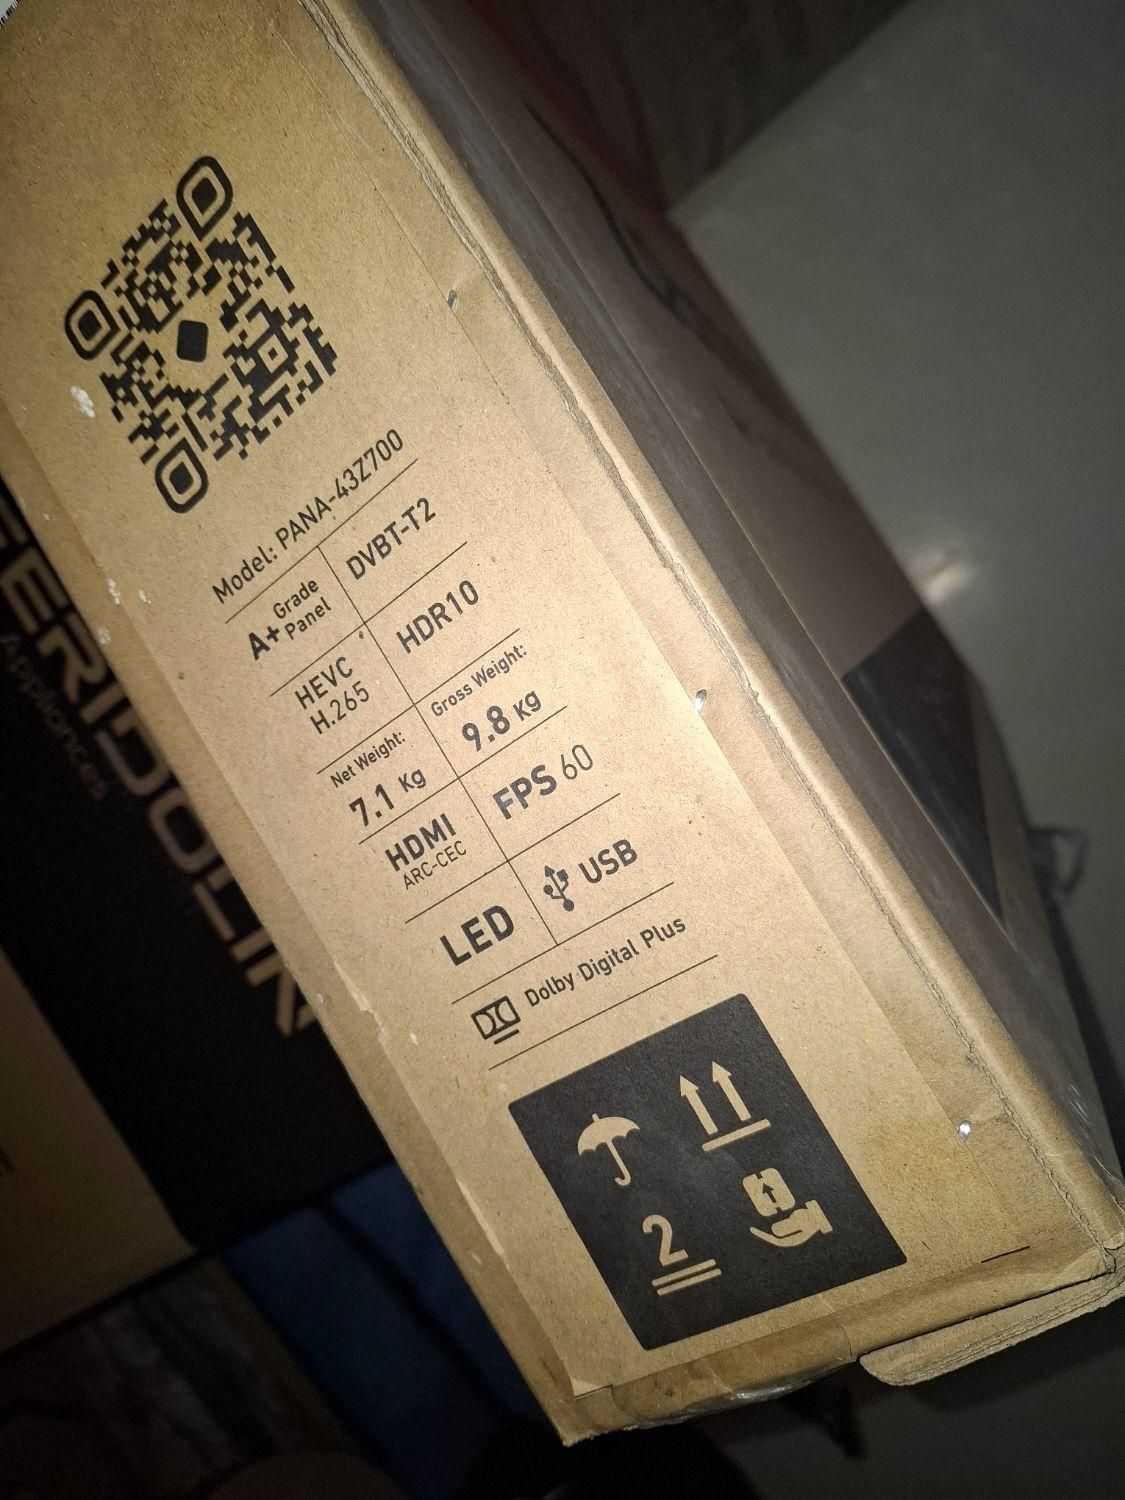 Model: PANA-43Z700
A+ Grade Panel
DVBT-T2
HEVC
H.265
HDR10
Net Weight:
7.1 Kg
Gross Weight:
9.8 Kg
HDMI
ARC-CEC
FPS 60
LED
USB
Dolby Digital Plus
2
Appliances